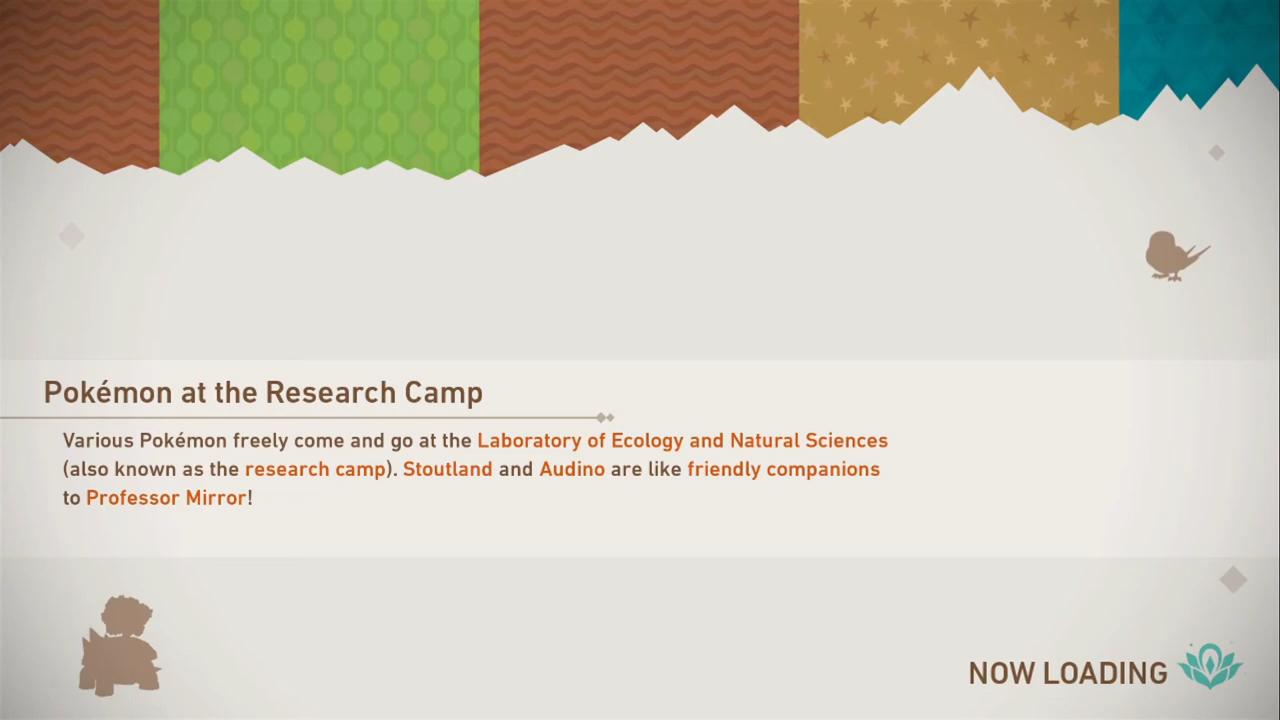 Pokémon at the Research Camp
Various Pokémon freely come and go at the Laboratory of Ecology and Natural Sciences
(also known as the research camp). Stoutland and Audino are like friendly companions
to Professor Mirror!
NOW LOADING